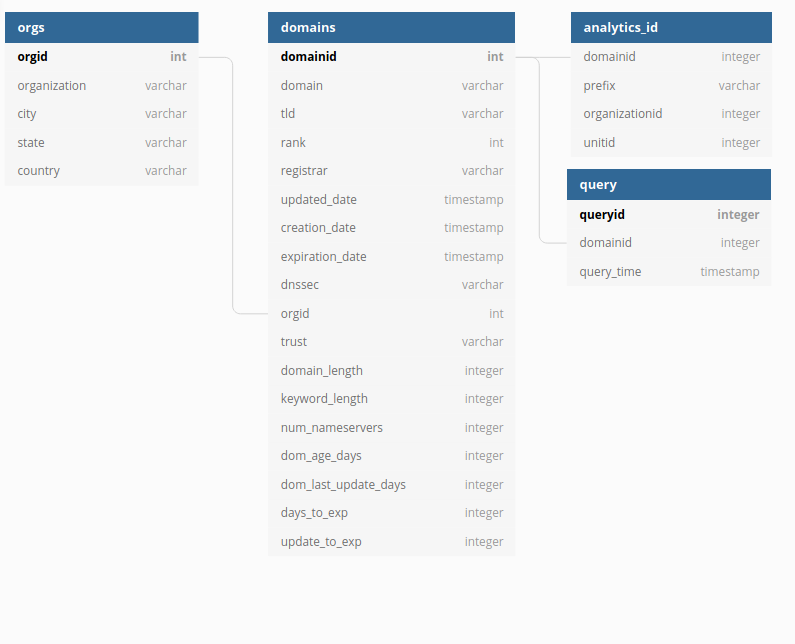 orgs
orgid int
organization varchar
city varchar
state varchar
country varchar
domains
domainid int
domain varchar
tld varchar
rank int
registrar varchar
updated_date timestamp
creation_date timestamp
expiration_date timestamp
dnssec varchar
orgid int
trust varchar
domain_length integer
keyword_length integer
num_nameservers integer
dom_age_days integer
dom_last_update_days integer
days_to_exp integer
update_to_exp integer
analytics_id
domainid integer
prefix varchar
organizationid integer
unitid integer
query
queryid integer
domainid integer
query_time timestamp